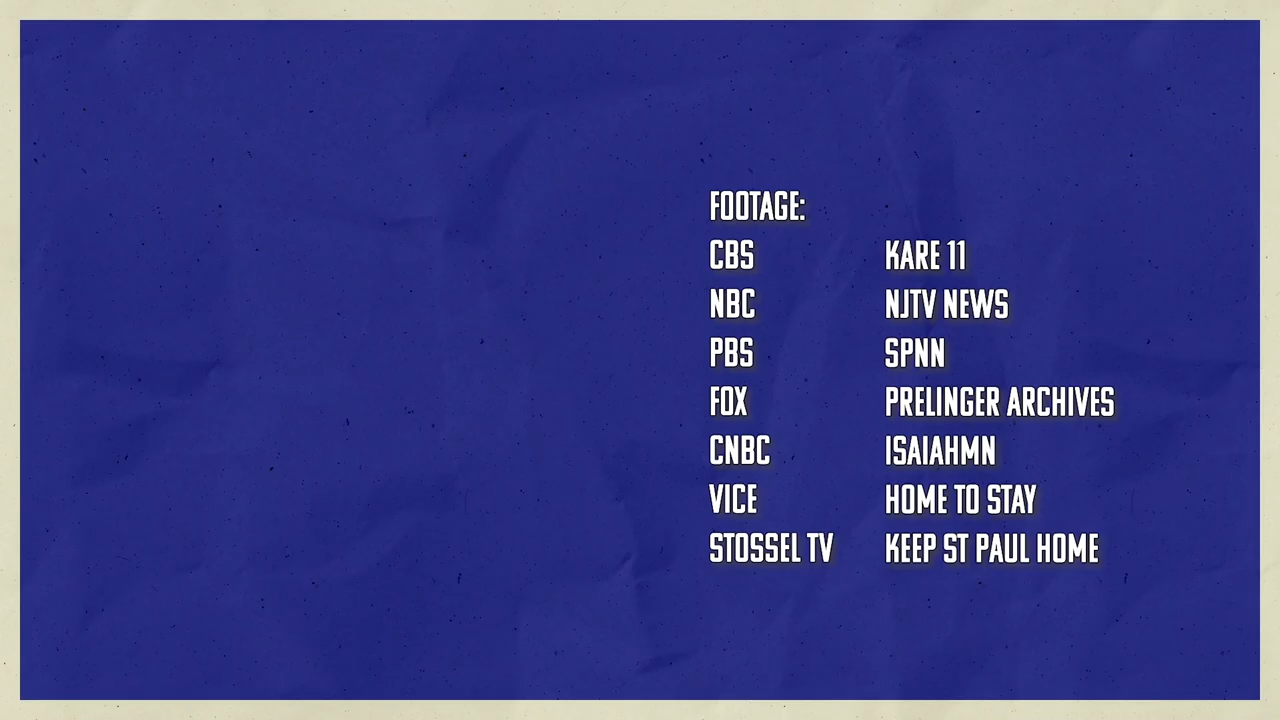 FOOTAGE:
CBS
NBC
PBS
FOX
CNBC
VICE
STOSSEL TV
KARE 11
NJTV NEWS
SPNN
PRELINGER ARCHIVES
ISAIAHMN
HOME TO STAY
KEEP ST PAUL HOME